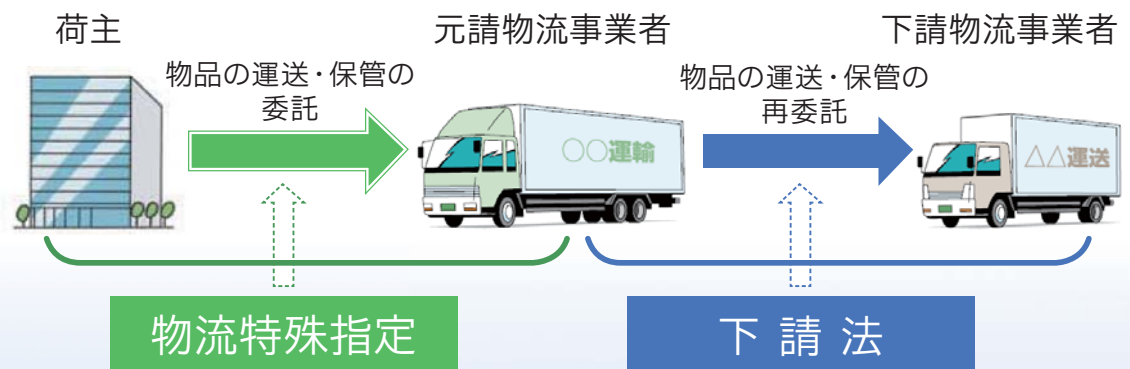 荷主
元請物流事業者
下請物流事業者
物品の運送・保管の
委託
物品の運送・保管の
再委託
○○運輸
△△運送
物流特殊指定
下請法